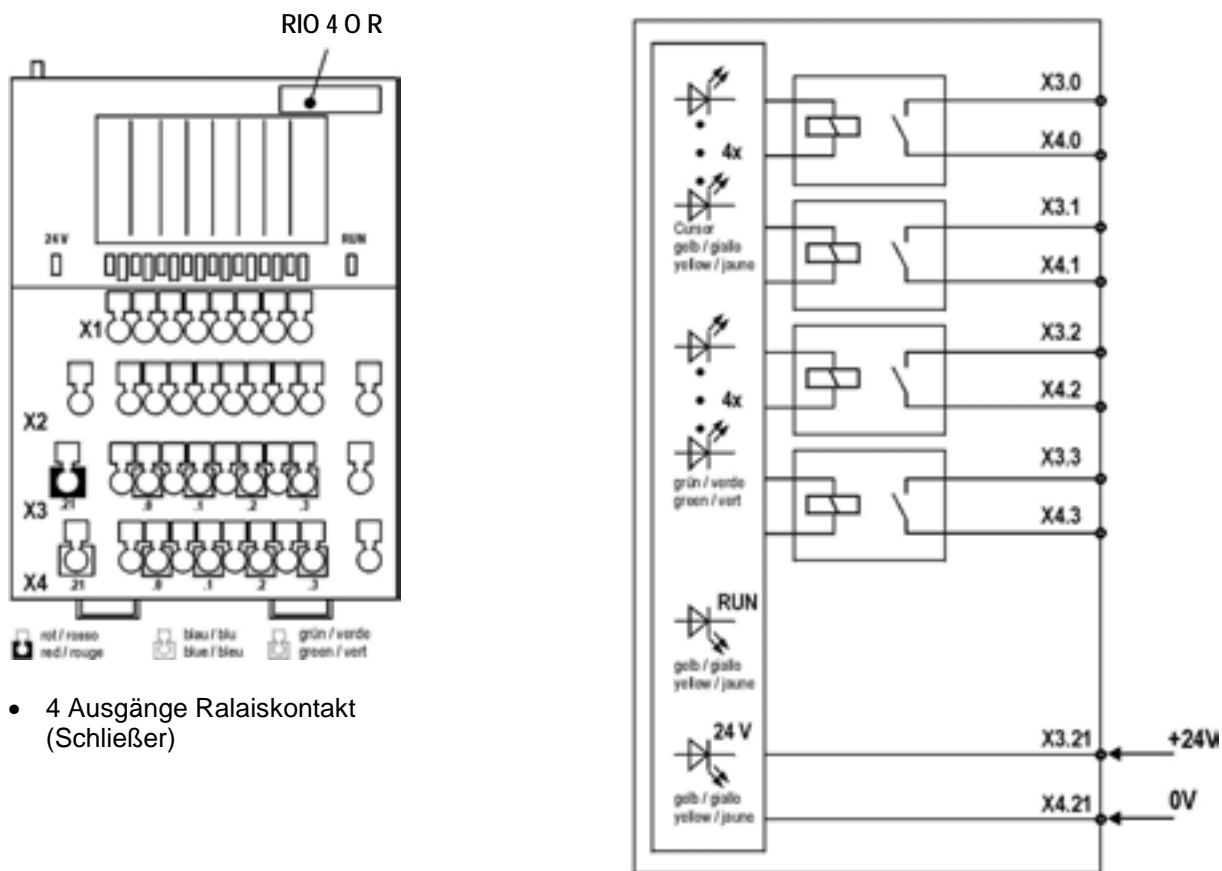 RIO 4 O R
24 V
RUN
X1
X2
X3
.21
.0
.1
.2
.3
X4
.21
.0
.1
.2
.3
rot / rosso
red / rouge
blau / blu
blue / bleu
grün / verde
green / vert
• 4 Ausgänge Ralaiskontakt
(Schließer)
4x
Cursor
gelb / giallo
yellow / jaune
4x
grün / verde
green / vert
RUN
gelb / giallo
yellow / jaune
24 V
gelb / giallo
yellow / jaune
X3.0
X4.0
X3.1
X4.1
X3.2
X4.2
X3.3
X4.3
X3.21
+24V
X4.21
0V